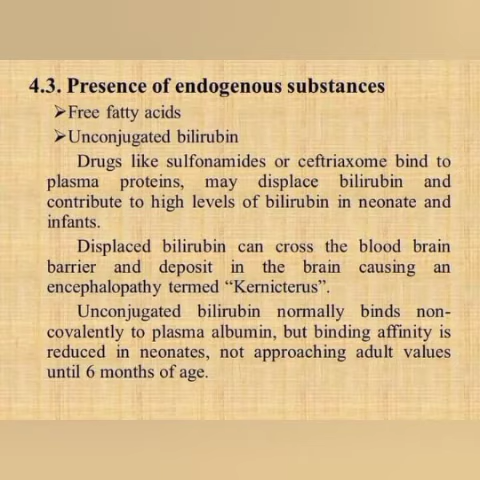 4.3. Presence of endogenous substances
➢Free fatty acids
➢Unconjugated bilirubin
Drugs like sulfonamides or ceftriaxome bind to
plasma proteins, may displace bilirubin and
contribute to high levels of bilirubin in neonate and
infants.
Displaced bilirubin can cross the blood brain
barrier and deposit in the brain causing an
encephalopathy termed “Kernicterus”.
Unconjugated bilirubin normally binds non-
covalently to plasma albumin, but binding affinity is
reduced in neonates, not approaching adult values
until 6 months of age.